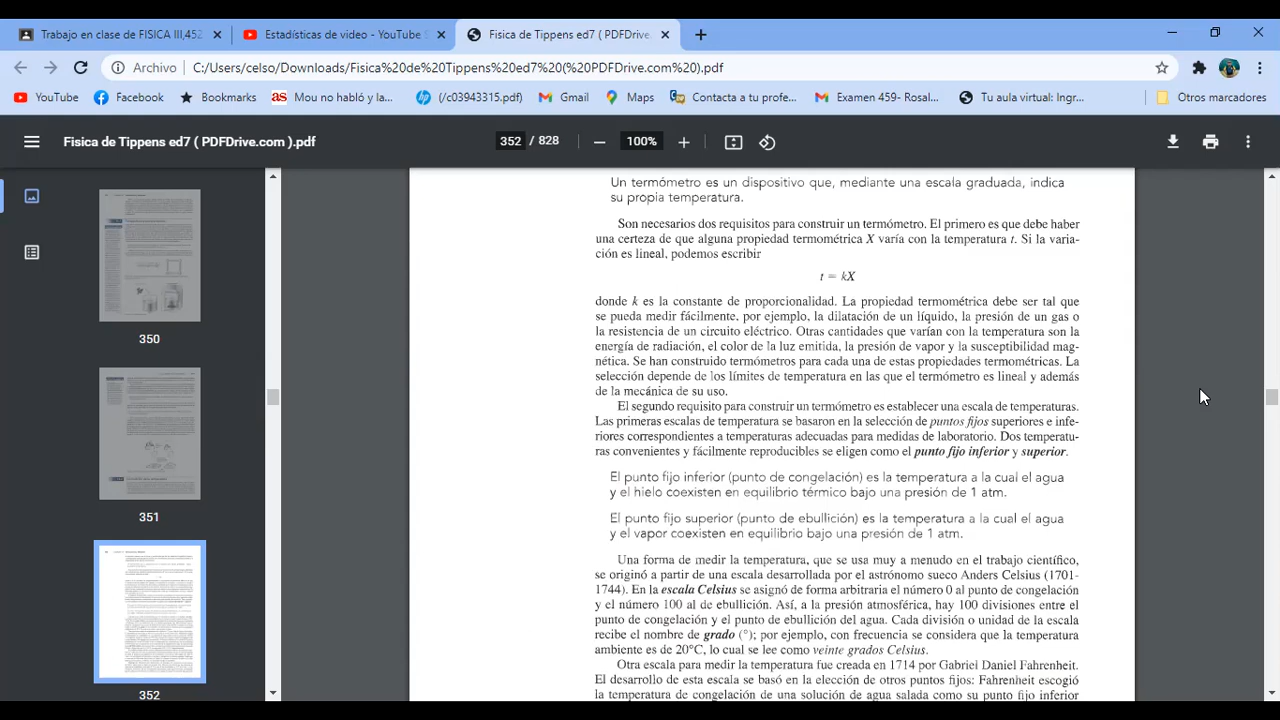 Trabajo en clase de FISICA III,452
Estadísticas de video - YouTube S
Fisica de Tippens ed7 ( PDFDrive.
Archivo
C:/Users/celso/Downloads/Fisica%20de%20Tippens%20ed7%20(%20PDFDrive.com%20).pdf
YouTube
Facebook
Bookmarks
as
Mou no habló y la...
hp
(/c03943315.pdf)
Gmail
Maps
Contacta a tu profe...
Examen 459- Rosal...
Tu aula virtual: Ingr...
Otros marcadores
Fisica de Tippens ed7 ( PDFDrive.com ).pdf
352 / 828
100%
350
351
352
Un termómetro es un dispositivo que, mediante una escala graduada, indica
su propia temperatura.
Son necesarios dos requisitos para construir un termómetro. El primero es que debe haber
una certeza de que alguna propiedad termométrica X varía con la temperatura t. Si la varia-
ción es lineal, podemos escribir
t = kX
donde k es la constante de proporcionalidad. La propiedad termométrica debe ser tal que
se pueda medir fácilmente, por ejemplo, la dilatación de un líquido, la presión de un gas o
la resistencia de un circuito eléctrico. Otras cantidades que varían con la temperatura son la
energía de radiación, el color de la luz emitida, la presión de vapor y la susceptibilidad mag-
nética. Se han construido termómetros para cada una de estas propiedades termométricas. La
selección depende de los límites de temperatura en las que el termómetro es lineal y además
de la mecánica de su uso.
El segundo requisito para construir un termómetro es establecer una escala de temperaturas.
Las primeras escalas de temperatura se basaron en la selección de puntos fijos superiores e infe-
riores correspondientes a temperaturas adecuadas para medidas de laboratorio. Dos temperatu-
ras convenientes y fácilmente reproducibles se eligen como el punto fijo inferior y superior.
El punto fijo inferior (punto de congelación) es la temperatura a la cual el agua
y el hielo coexisten en equilibrio térmico bajo una presión de 1 atm.
El punto fijo superior (punto de ebullición) es la temperatura a la cual el agua
y el vapor coexisten en equilibrio bajo una presión de 1 atm.
Una forma de medir la temperatura, que se usa muy a menudo en el trabajo científico,
se originó a partir de una escala desarrollada por el astrónomo sueco Anders Celsius (1701-
1744). En la escala Celsius se asignó de forma arbitraria el número 0 al punto de congelación
y el número 100 al de ebullición. Así, a la presión atmosférica, hay 100 divisiones entre el
punto de congelación y el punto de ebullición del agua. Cada división o unidad de la escala
recibe el nombre de grado (°); por ejemplo, con frecuencia se considera que la temperatura
ambiente es de 20°C, lo cual se lee como veinte grados Celsius.
Otra escala para medir la temperatura fue creada en 1714 por Gabriel Daniel Fahrenheit.
El desarrollo de esta escala se basó en la elección de otros puntos fijos: Fahrenheit escogió
la temperatura de congelación de una solución de agua salada como su punto fijo inferior